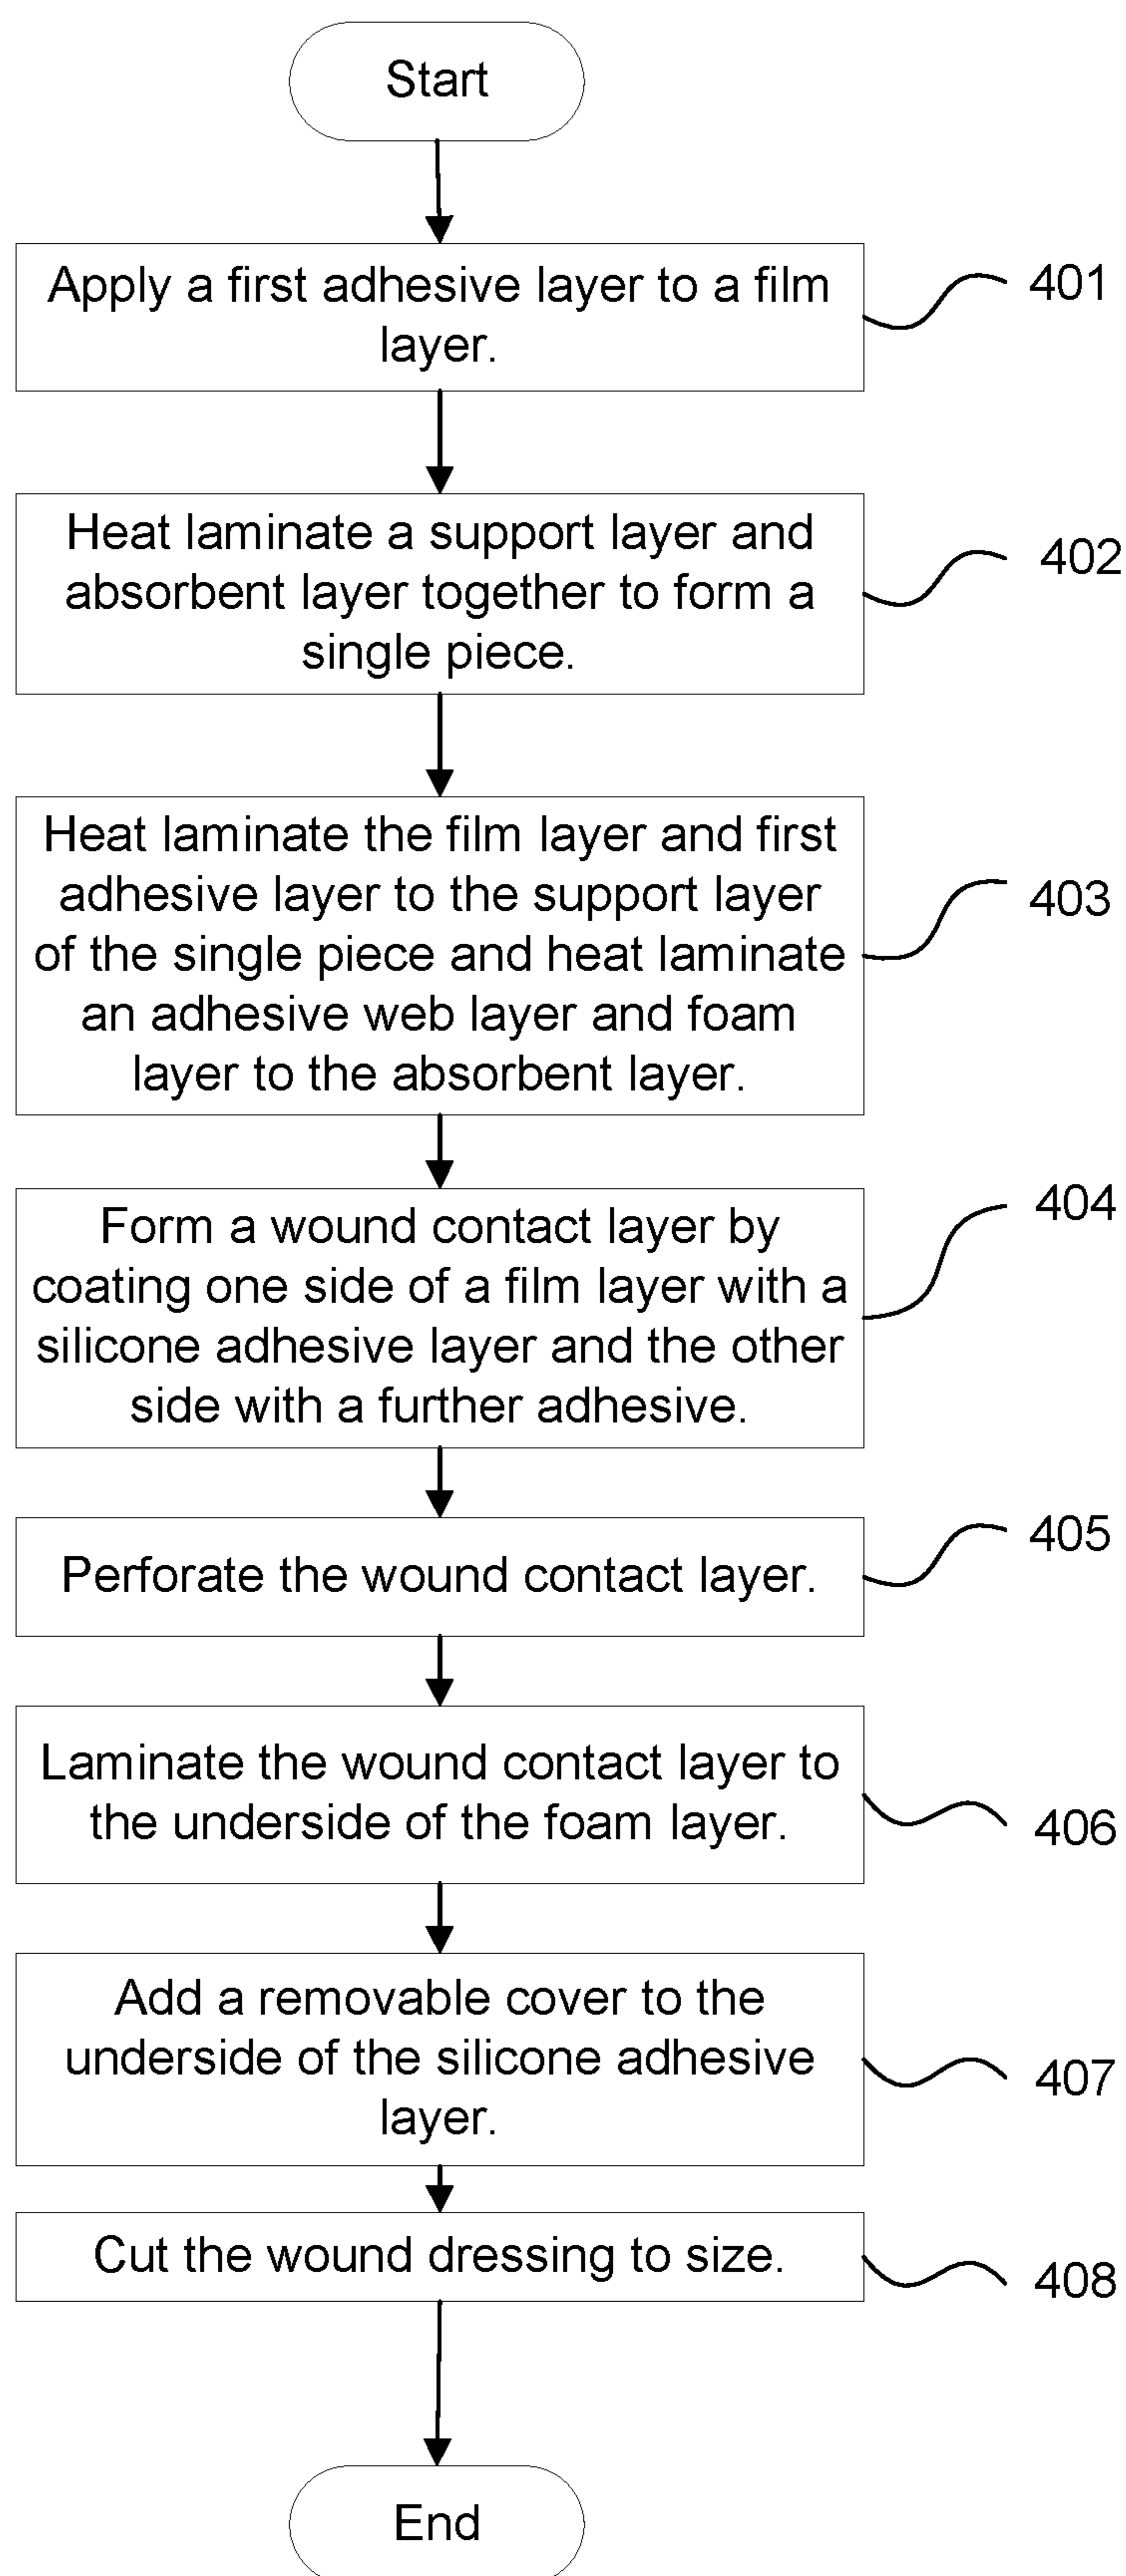 Start
Apply a first adhesive layer to a film
layer.
401
Heat laminate a support layer and
absorbent layer together to form a
single piece.
402
Heat laminate the film layer and first
adhesive layer to the support layer
of the single piece and heat laminate
an adhesive web layer and foam
layer to the absorbent layer.
403
Form a wound contact layer by
coating one side of a film layer with a
silicone adhesive layer and the other
side with a further adhesive.
404
Perforate the wound contact layer.
405
Laminate the wound contact layer to
the underside of the foam layer.
406
Add a removable cover to the
underside of the silicone adhesive
layer.
407
Cut the wound dressing to size.
408
End